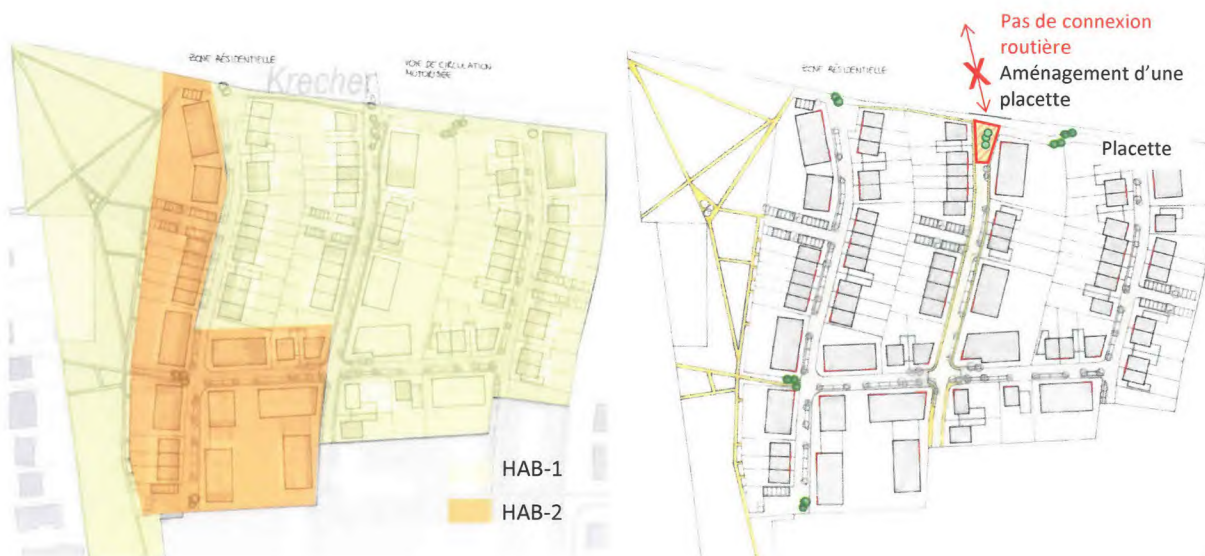 ZONE RÉSIDENTIELLE
VOIE DE CIRCULATION
MOTORISÉE
Krecher
HAB-1
HAB-2
ZONE RÉSIDENTIELLE
Pas de connexion
routière
Aménagement d'une
placette
Placette